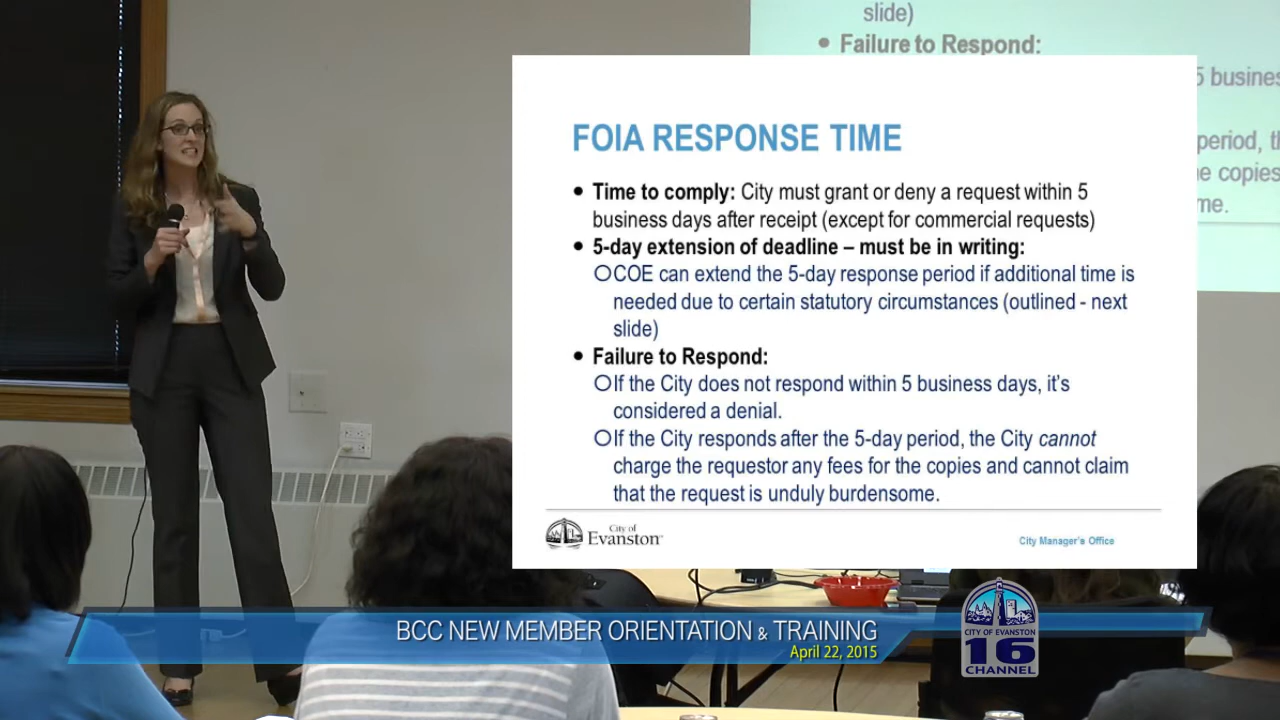 slide)
• Failure to Respond:
5 busines
period, t
e copies
me.
FOIA RESPONSE TIME
• Time to comply: City must grant or deny a request within 5
business days after receipt (except for commercial requests)
• 5-day extension of deadline – must be in writing:
○COE can extend the 5-day response period if additional time is
needed due to certain statutory circumstances (outlined - next
slide)
• Failure to Respond:
○If the City does not respond within 5 business days, it's
considered a denial.
○If the City responds after the 5-day period, the City cannot
charge the requestor any fees for the copies and cannot claim
that the request is unduly burdensome.
City of
Evanston
City Manager's Office
BCC NEW MEMBER ORIENTATION & TRAINING
April 22, 2015
CITY OF EVANSTON
16
CHANNEL